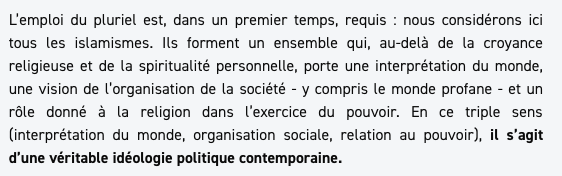 L’emploi du pluriel est, dans un premier temps, requis : nous considérons ici
tous les islamismes. Ils forment un ensemble qui, au-delà de la croyance
religieuse et de la spiritualité personnelle, porte une interprétation du monde,
une vision de l’organisation de la société - y compris le monde profane - et un
rôle donné à la religion dans l’exercice du pouvoir. En ce triple sens
(interprétation du monde, organisation sociale, relation au pouvoir), il s’agit
d’une véritable idéologie politique contemporaine.